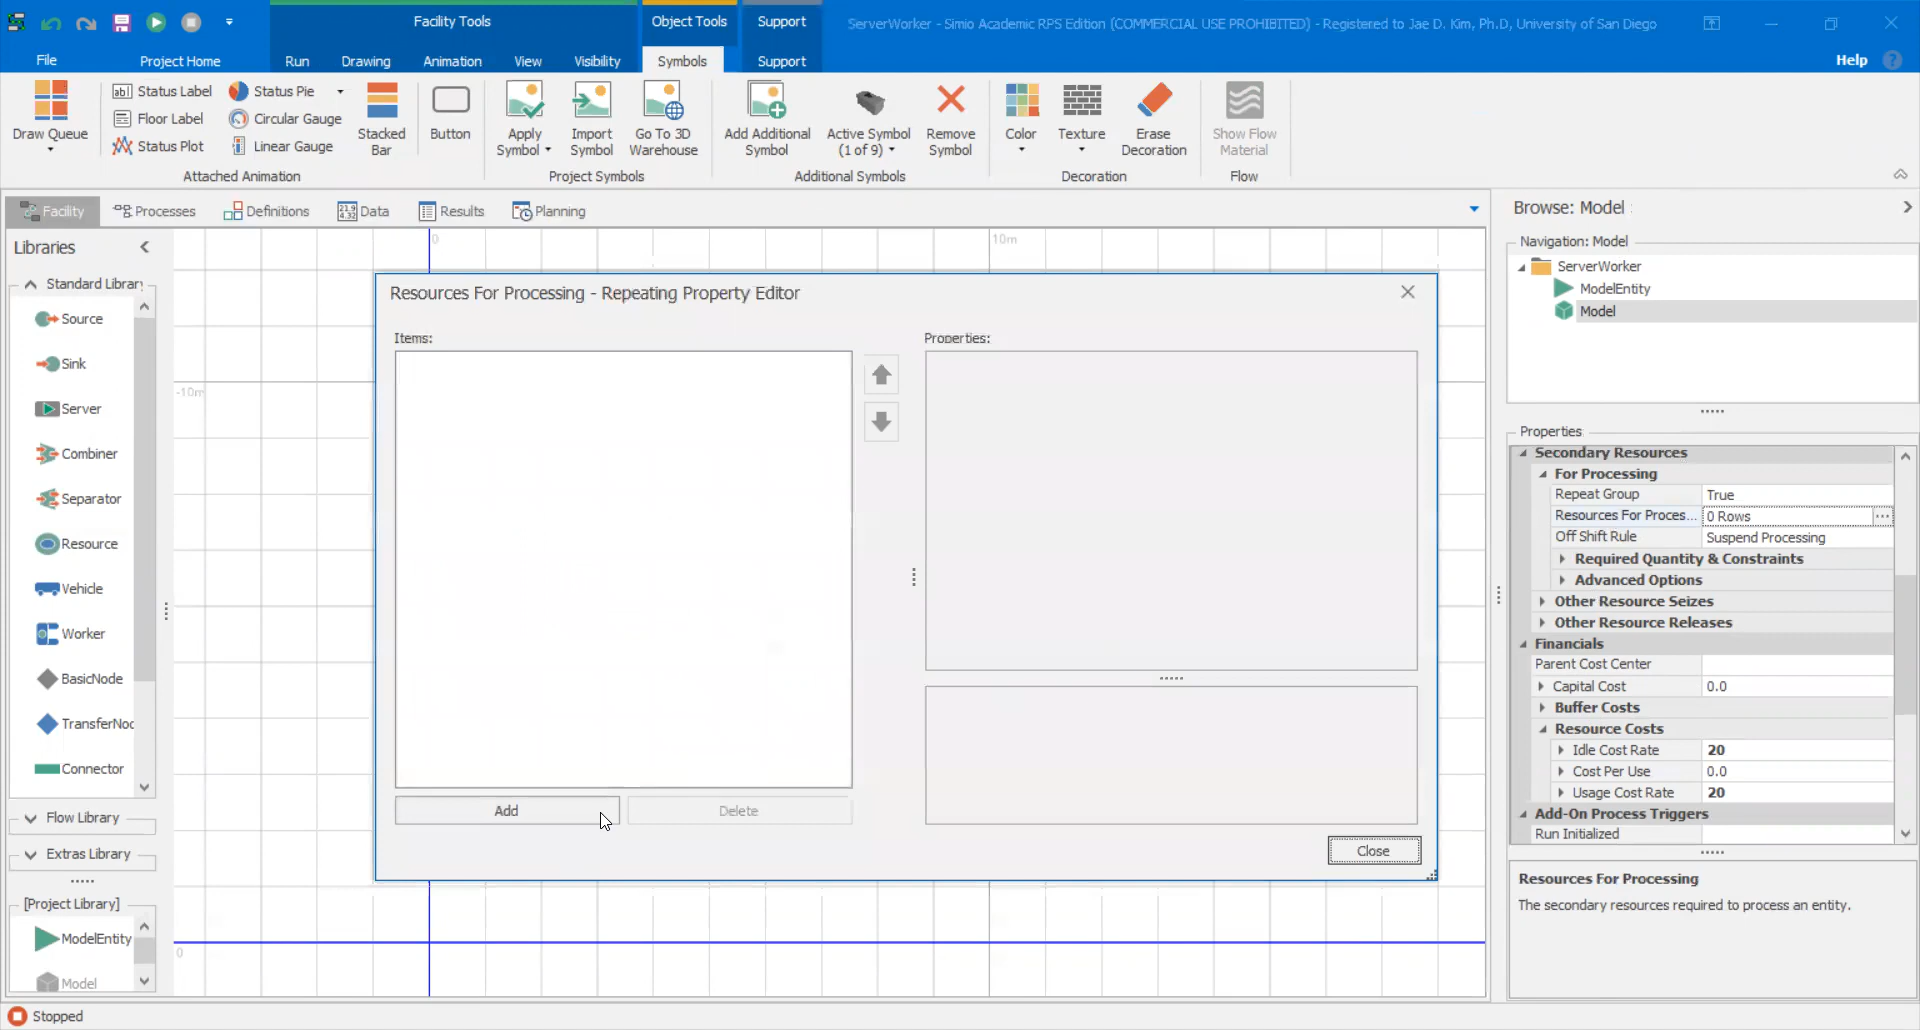 Facility Tools
Object Tools
Support
ServerWorker - Simio Academic RPS Edition (COMMERCIAL USE PROHIBITED) - Registered to Jae D. Kim, Ph.D, University of San Diego
File
Project Home
Run
Drawing
Animation
View
Visibility
Symbols
Support
Help
Draw Queue
Status Label
Floor Label
Status Plot
Status Pie
Circular Gauge
Linear Gauge
Stacked Bar
Button
Attached Animation
Apply Symbol
Import Symbol
Go To 3D Warehouse
Project Symbols
Add Additional Symbol
Active Symbol (1 of 9)
Remove Symbol
Additional Symbols
Color
Texture
Erase Decoration
Decoration
Show Flow Material
Flow
Facility
Processes
Definitions
Data
Results
Planning
Libraries
Standard Library
Source
Sink
Server
Combiner
Separator
Resource
Vehicle
Worker
BasicNode
TransferNod
Connector
Flow Library
Extras Library
[Project Library]
ModelEntity
Model
0
10m
-10m
0
Resources For Processing - Repeating Property Editor
Items:
Properties:
Add
Delete
Close
Browse: Model
Navigation: Model
ServerWorker
ModelEntity
Model
Properties
Secondary Resources
For Processing
Repeat Group True
Resources For Proces... 0 Rows ...
Off Shift Rule Suspend Processing
Required Quantity & Constraints
Advanced Options
Other Resource Seizes
Other Resource Releases
Financials
Parent Cost Center
Capital Cost 0.0
Buffer Costs
Resource Costs
Idle Cost Rate 20
Cost Per Use 0.0
Usage Cost Rate 20
Add-On Process Triggers
Run Initialized
Resources For Processing
The secondary resources required to process an entity.
Stopped